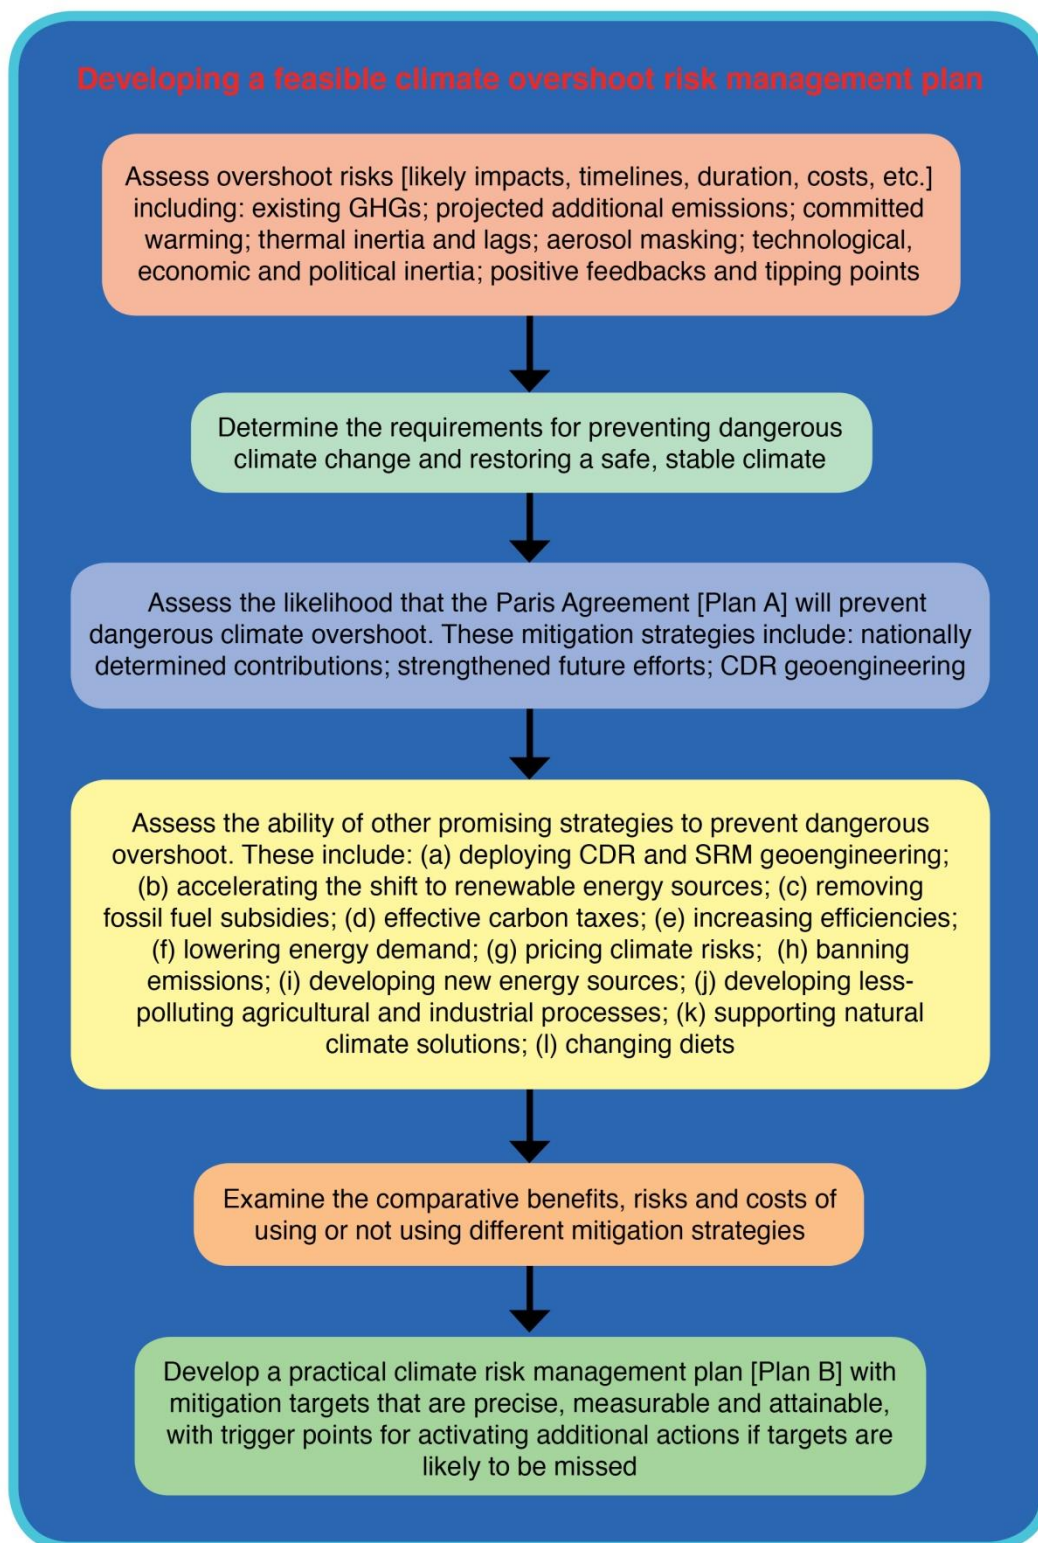 Developing a feasible climate overshoot risk management plan
Assess overshoot risks [likely impacts, timelines, duration, costs, etc.]
including: existing GHGs; projected additional emissions; committed
warming; thermal inertia and lags; aerosol masking; technological,
economic and political inertia; positive feedbacks and tipping points
Determine the requirements for preventing dangerous
climate change and restoring a safe, stable climate
Assess the likelihood that the Paris Agreement [Plan A] will prevent
dangerous climate overshoot. These mitigation strategies include: nationally
determined contributions; strengthened future efforts; CDR geoengineering
Assess the ability of other promising strategies to prevent dangerous
overshoot. These include: (a) deploying CDR and SRM geoengineering;
(b) accelerating the shift to renewable energy sources; (c) removing
fossil fuel subsidies; (d) effective carbon taxes; (e) increasing efficiencies;
(f) lowering energy demand; (g) pricing climate risks; (h) banning
emissions; (i) developing new energy sources; (j) developing less-
polluting agricultural and industrial processes; (k) supporting natural
climate solutions; (l) changing diets
Examine the comparative benefits, risks and costs of
using or not using different mitigation strategies
Develop a practical climate risk management plan [Plan B] with
mitigation targets that are precise, measurable and attainable,
with trigger points for activating additional actions if targets are
likely to be missed